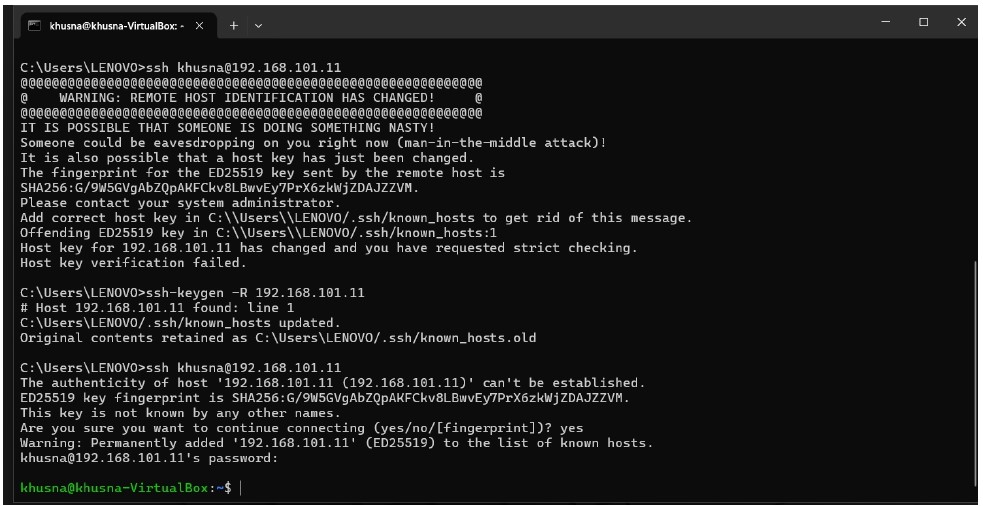 khusna@khusna-VirtualBox: ~
C:\Users\LENOVO>ssh khusna@192.168.101.11
@@@@@@@@@@@@@@@@@@@@@@@@@@@@@@@@@@@@@@@@@@@@@@@@@@@@@@@@@@@
@    WARNING: REMOTE HOST IDENTIFICATION HAS CHANGED!     @
@@@@@@@@@@@@@@@@@@@@@@@@@@@@@@@@@@@@@@@@@@@@@@@@@@@@@@@@@@@
IT IS POSSIBLE THAT SOMEONE IS DOING SOMETHING NASTY!
Someone could be eavesdropping on you right now (man-in-the-middle attack)!
It is also possible that a host key has just been changed.
The fingerprint for the ED25519 key sent by the remote host is
SHA256:G/9W5GVgAbZQpAKFCkv8LBwvEy7PrX6zkWjZDAJZZVM.
Please contact your system administrator.
Add correct host key in C:\\Users\\LENOVO/.ssh/known_hosts to get rid of this message.
Offending ED25519 key in C:\\Users\\LENOVO/.ssh/known_hosts:1
Host key for 192.168.101.11 has changed and you have requested strict checking.
Host key verification failed.
C:\Users\LENOVO>ssh-keygen -R 192.168.101.11
# Host 192.168.101.11 found: line 1
C:\Users\LENOVO/.ssh/known_hosts updated.
Original contents retained as C:\Users\LENOVO/.ssh/known_hosts.old
C:\Users\LENOVO>ssh khusna@192.168.101.11
The authenticity of host '192.168.101.11 (192.168.101.11)' can't be established.
ED25519 key fingerprint is SHA256:G/9W5GVgAbZQpAKFCkv8LBwvEy7PrX6zkWjZDAJZZVM.
This key is not known by any other names.
Are you sure you want to continue connecting (yes/no/[fingerprint])? yes
Warning: Permanently added '192.168.101.11' (ED25519) to the list of known hosts.
khusna@192.168.101.11's password:
khusna@khusna-VirtualBox:~$